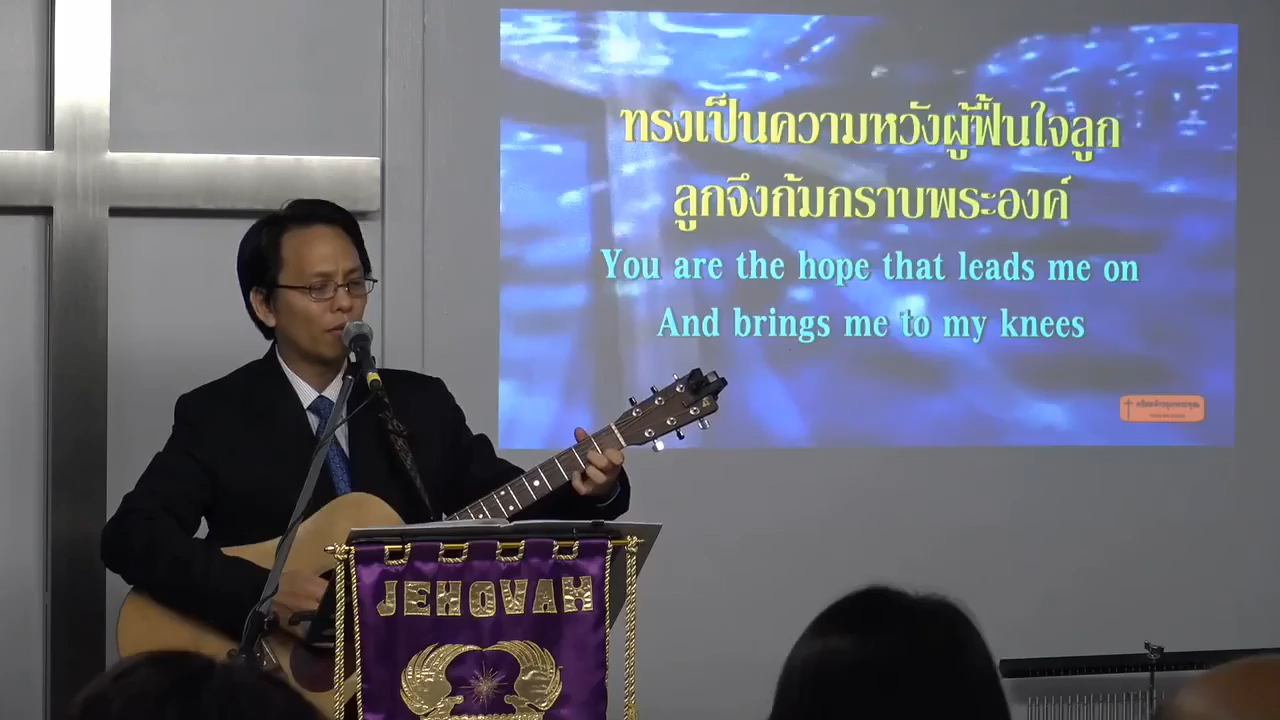 ทรงเป็นความหวังผู้ฟื้นใจลูก
ลูกจึงก้มกราบพระองค์
You are the hope that leads me on
And brings me to my knees
JEHOVAH